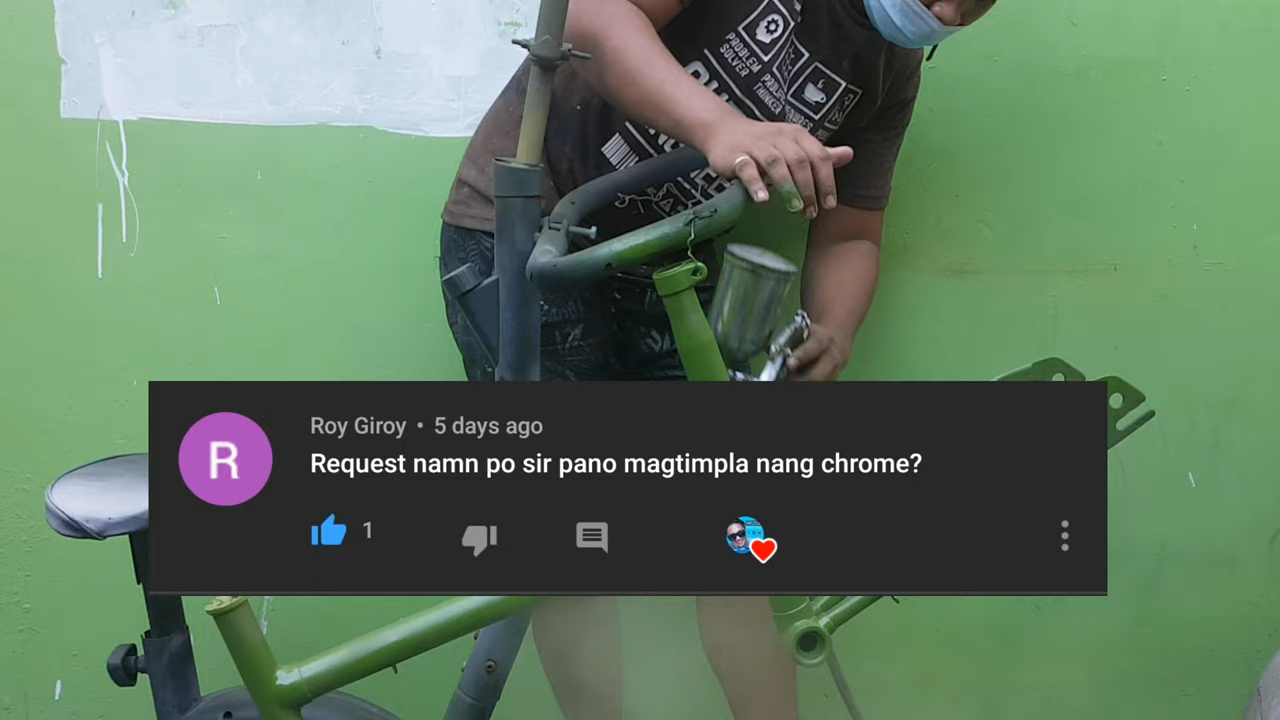 PROBLEM
SOLVER
THINKER
R
Roy Giroy • 5 days ago
Request namn po sir pano magtimpla nang chrome?
1